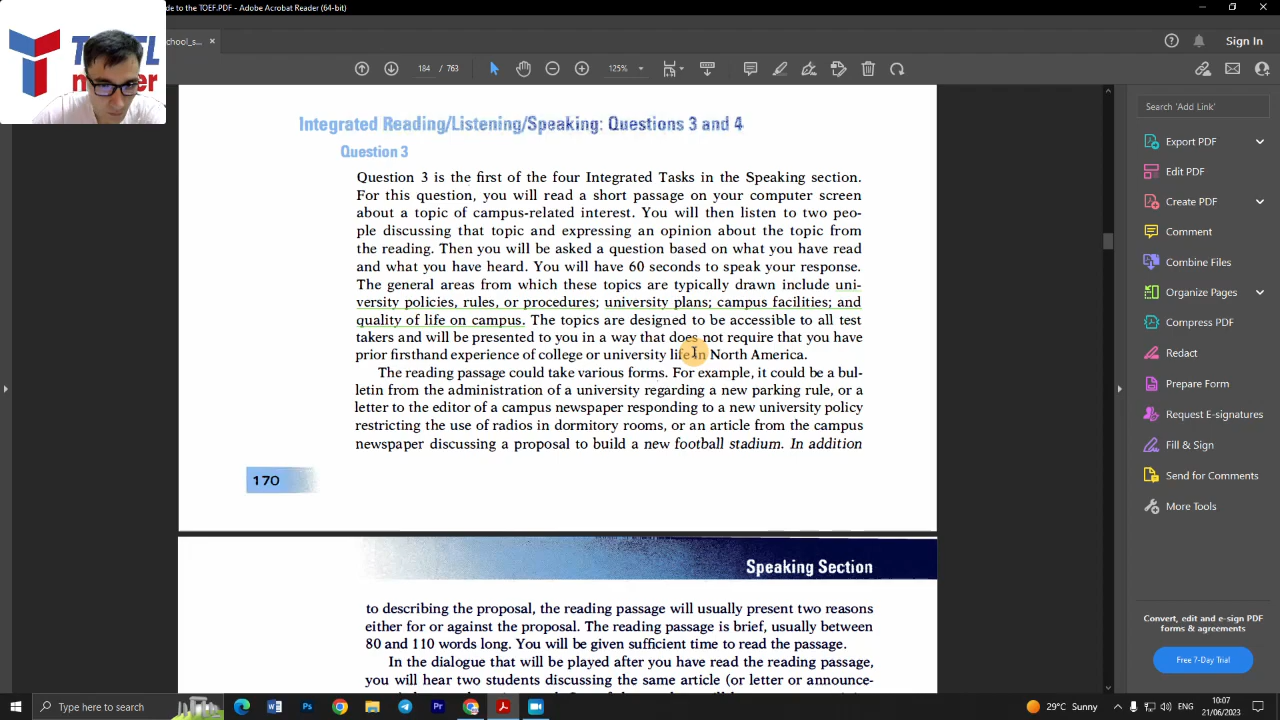 de to the TOEF.PDF - Adobe Acrobat Reader (64-bit)
chool_s...
184 / 763
125%
Sign In
Integrated Reading/Listening/Speaking: Questions 3 and 4
Question 3
Question 3 is the first of the four Integrated Tasks in the Speaking section.
For this question, you will read a short passage on your computer screen
about a topic of campus-related interest. You will then listen to two peo-
ple discussing that topic and expressing an opinion about the topic from
the reading. Then you will be asked a question based on what you have read
and what you have heard. You will have 60 seconds to speak your response.
The general areas from which these topics are typically drawn include uni-
versity policies, rules, or procedures; university plans; campus facilities; and
quality of life on campus. The topics are designed to be accessible to all test
takers and will be presented to you in a way that does not require that you have
prior firsthand experience of college or university life in North America.
The reading passage could take various forms. For example, it could be a bul-
letin from the administration of a university regarding a new parking rule, or a
letter to the editor of a campus newspaper responding to a new university policy
restricting the use of radios in dormitory rooms, or an article from the campus
newspaper discussing a proposal to build a new football stadium. In addition
170
Speaking Section
to describing the proposal, the reading passage will usually present two reasons
either for or against the proposal. The reading passage is brief, usually between
80 and 110 words long. You will be given sufficient time to read the passage.
In the dialogue that will be played after you have read the reading passage,
you will hear two students discussing the same article (or letter or announce-
Search 'Add Link'
Export PDF
Edit PDF
Create PDF
Comment
Combine Files
Organize Pages
Compress PDF
Redact
Prepare Form
Request E-signatures
Fill & Sign
Send for Comments
More Tools
Convert, edit and e-sign PDF
forms & agreements
Free 7-Day Trial
Type here to search
29°C Sunny
ENG
10:07
21/06/2023